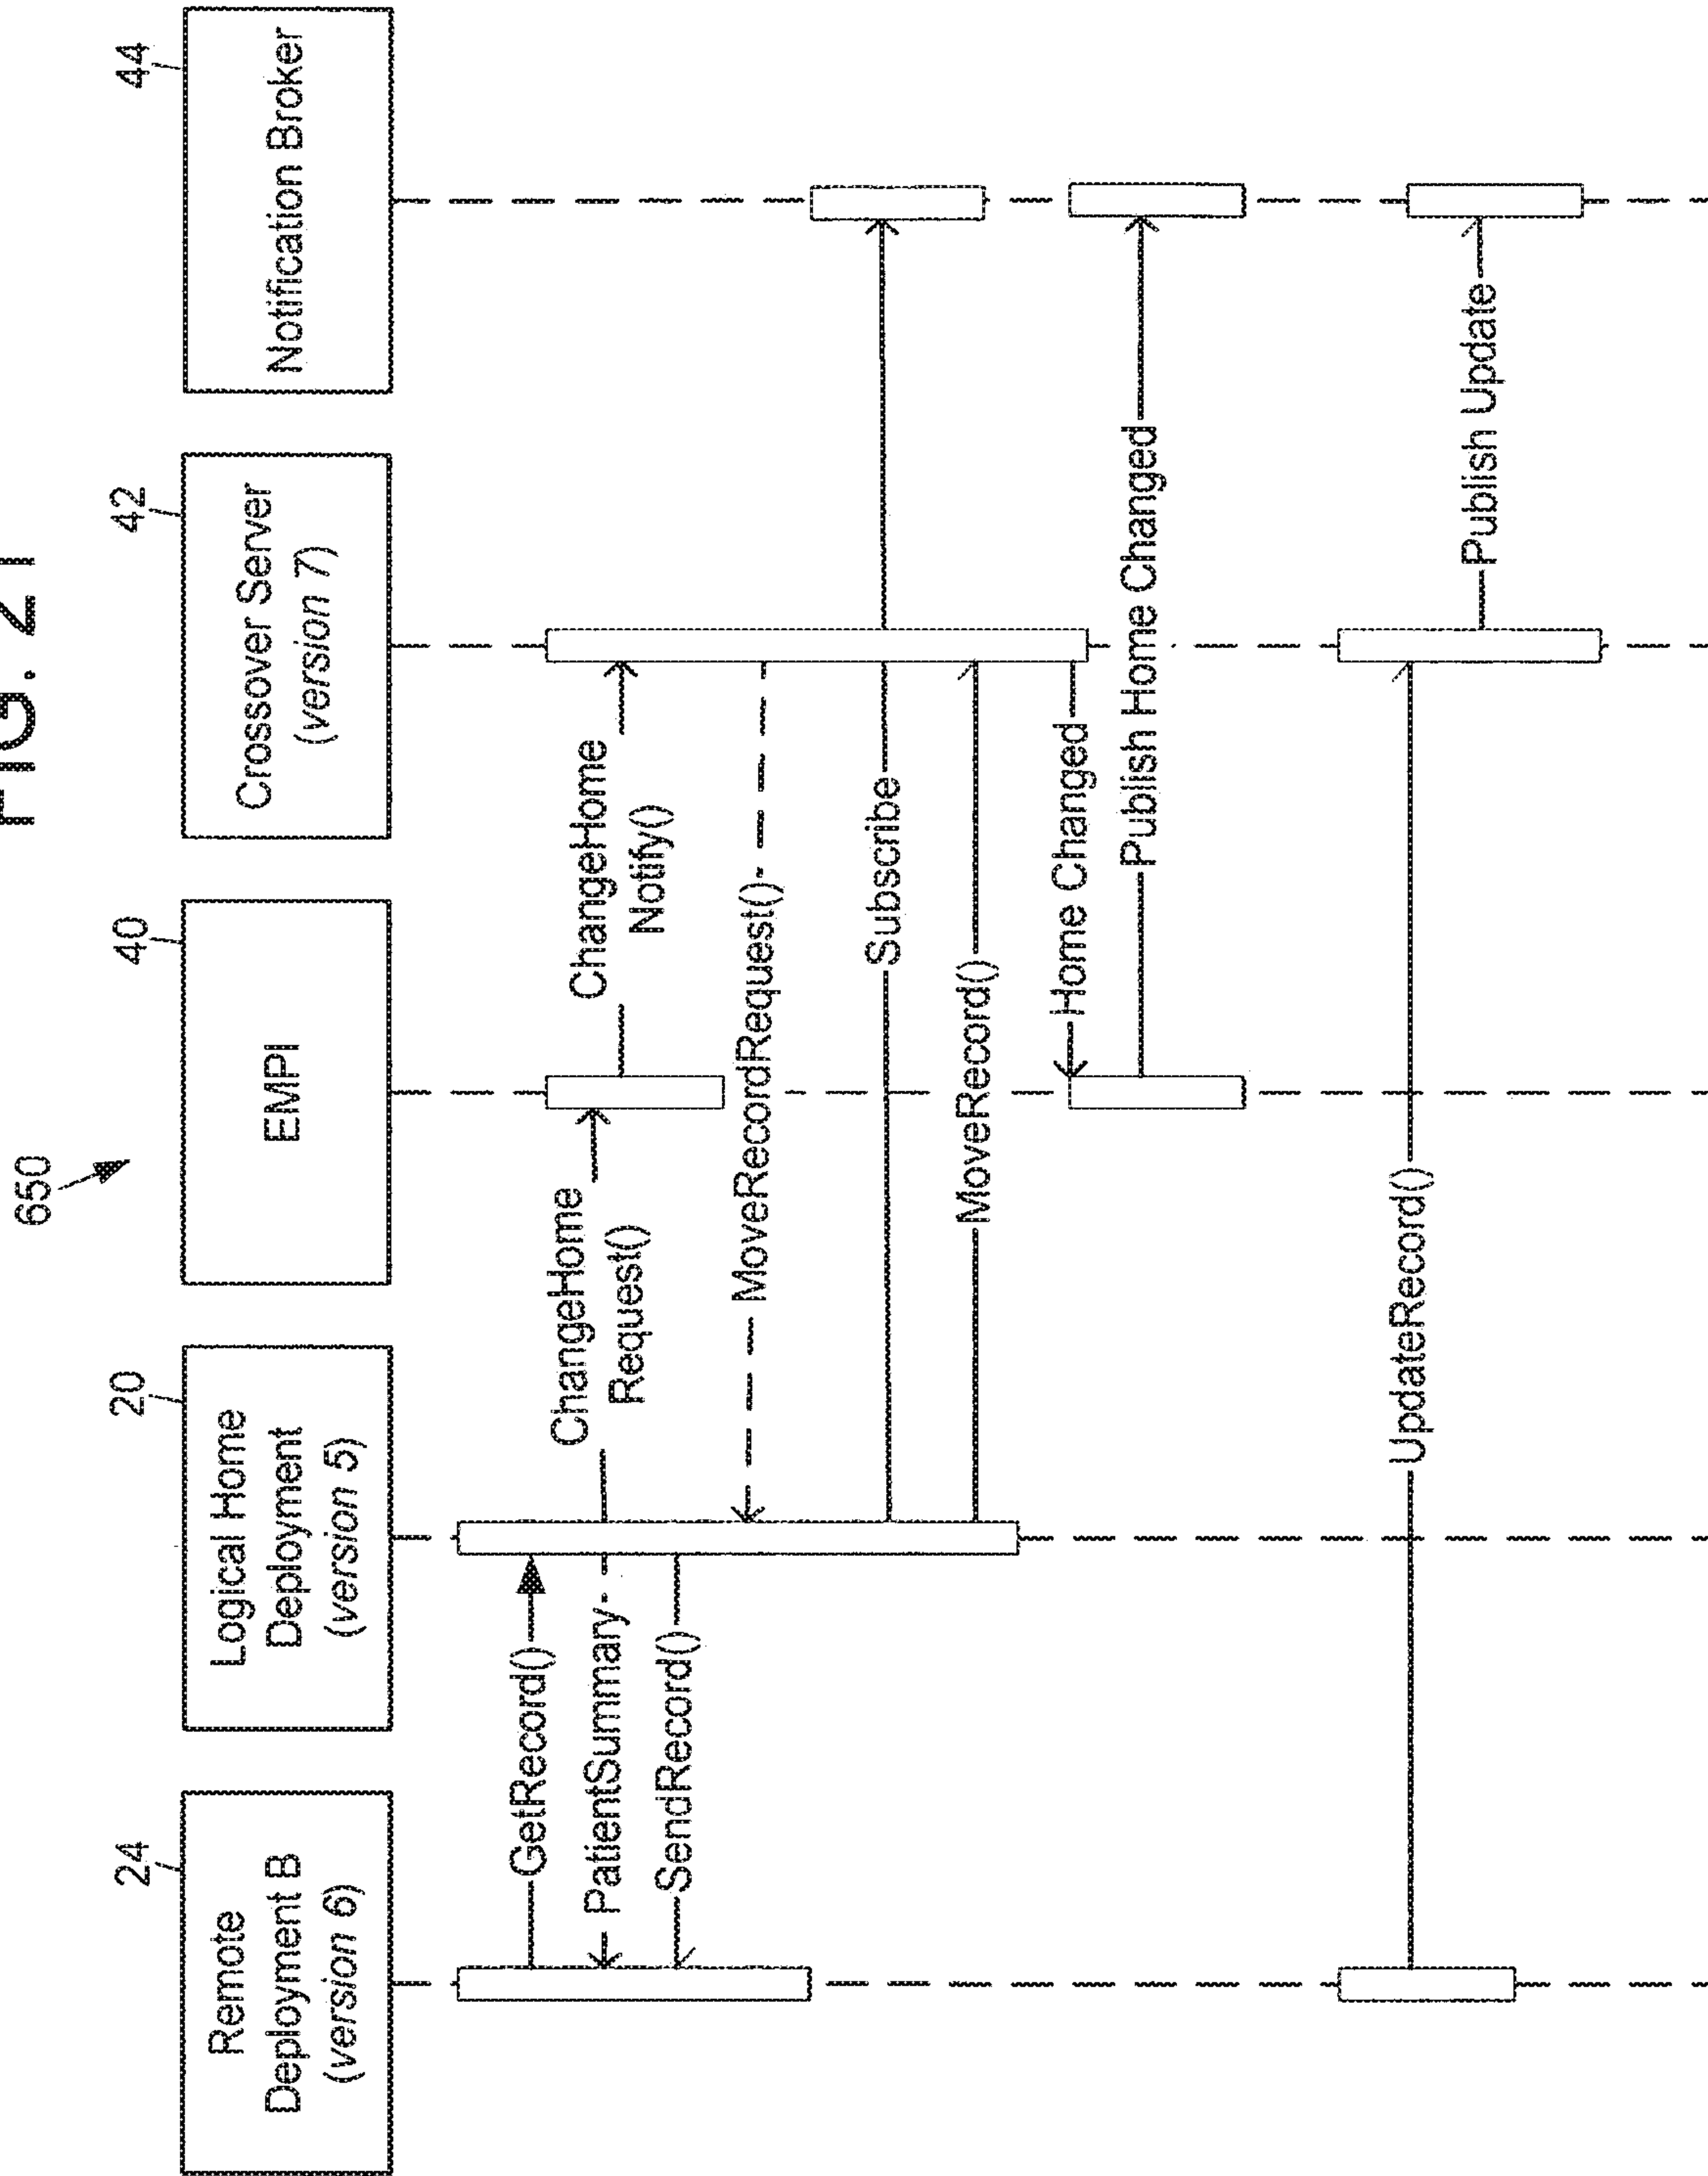 FIG. 21
650
24
20
40
42
44
Remote
Deployment B
(version 6)
Logical Home
Deployment
(version 5)
EMPI
Crossover Server
(version 7)
Notification Broker
GetRecord()
ChangeHome
Request()
ChangeHome
Notify()
PatientSummary
SendRecord()
MoveRecordRequest()
Subscribe
MoveRecord()
Home Changed
Publish Home Changed
UpdateRecord()
Publish Update